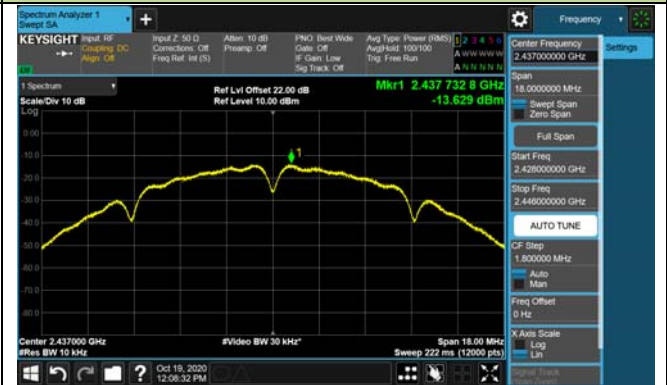 Spectrum Analyzer 1
Swept SA
Frequency
KEYSIGHT
Input: RF
Coupling: DC
Align: Off
Input Z: 50 Ω
Corrections: Off
Freq Ref: Int (S)
Atten: 10 dB
Preamp: Off
PNO: Best Wide
Gate: Off
IF Gain: Low
Sig Track: Off
Avg Type: Power (RMS)
Avg|Hold: 100/100
Trig: Free Run
1 2 3 4 5 6
A W W W W W
A N N N N N
1 Spectrum
Scale/Div 10 dB
Log
Ref Lvl Offset 22.00 dB
Ref Level 10.00 dBm
Mkr1 2.437 732 8 GHz
-13.629 dBm
1
0.00
-10.0
-20.0
-30.0
-40.0
-50.0
-60.0
-70.0
-80.0
Center 2.437000 GHz
#Res BW 10 kHz
#Video BW 30 kHz*
Span 18.00 MHz
Sweep 222 ms (12000 pts)
Oct 19, 2020
12:08:32 PM
Center Frequency
2.437000000 GHz
Settings
Span
18.0000000 MHz
Swept Span
Zero Span
Full Span
Start Freq
2.428000000 GHz
Stop Freq
2.446000000 GHz
AUTO TUNE
CF Step
1.800000 MHz
Auto
Man
Freq Offset
0 Hz
X Axis Scale
Log
Lin
Signal Track